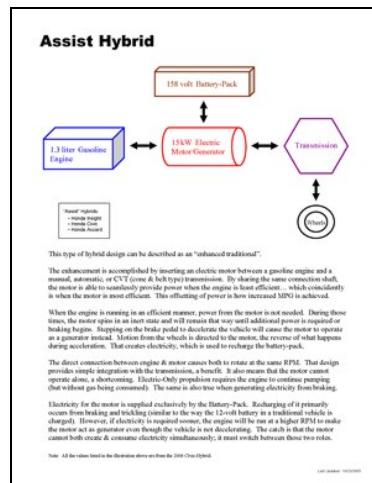 Assist Hybrid
158 volt Battery-Pack
1.3 liter Gasoline
Engine
15kW Electric
Motor/Generator
Transmission
Wheels
"Assist" Hybrids:
• Honda Insight
• Honda Civic
• Honda Accord
This type of hybrid design can be described as an "enhanced traditional".
The enhancement is accomplished by inserting an electric motor between a gasoline engine and a
manual, automatic, or CVT (cone & belt type) transmission. By sharing the same connection shaft,
the motor is able to seamlessly provide power when the engine is least efficient... which coincidently
is when the motor is most efficient. This offsetting of power is how increased MPG is achieved.
When the engine is running in an efficient manner, power from the motor is not needed. During those
times, the motor spins in an inert state and will remain that way until additional power is required or
braking begins. Stepping on the brake pedal to decelerate the vehicle will cause the motor to operate
as a generator instead. Motion from the wheels is directed to the motor, the reverse of what happens
during acceleration. That creates electricity, which is used to recharge the battery-pack.
The direct connection between engine & motor causes both to rotate at the same RPM. That design
provides simple integration with the transmission, a benefit. It also means that the motor cannot
operate alone, a shortcoming. Electric-Only propulsion requires the engine to continue pumping
(but without gas being consumed). The same is also true when generating electricity from braking.
Electricity for the motor is supplied exclusively by the Battery-Pack. Recharging of it primarily
occurs from braking and trickling (similar to the way the 12-volt battery in a traditional vehicle is
charged). However, if electricity is required sooner, the engine will be run at a higher RPM to make
the motor act as generator even though the vehicle is not decelerating. The catch is that the motor
cannot both create & consume electricity simultaneously; it must switch between those two roles.
Note: All the values listed in the illustration above are from the 2006 Civic-Hybrid.
Last Updated: